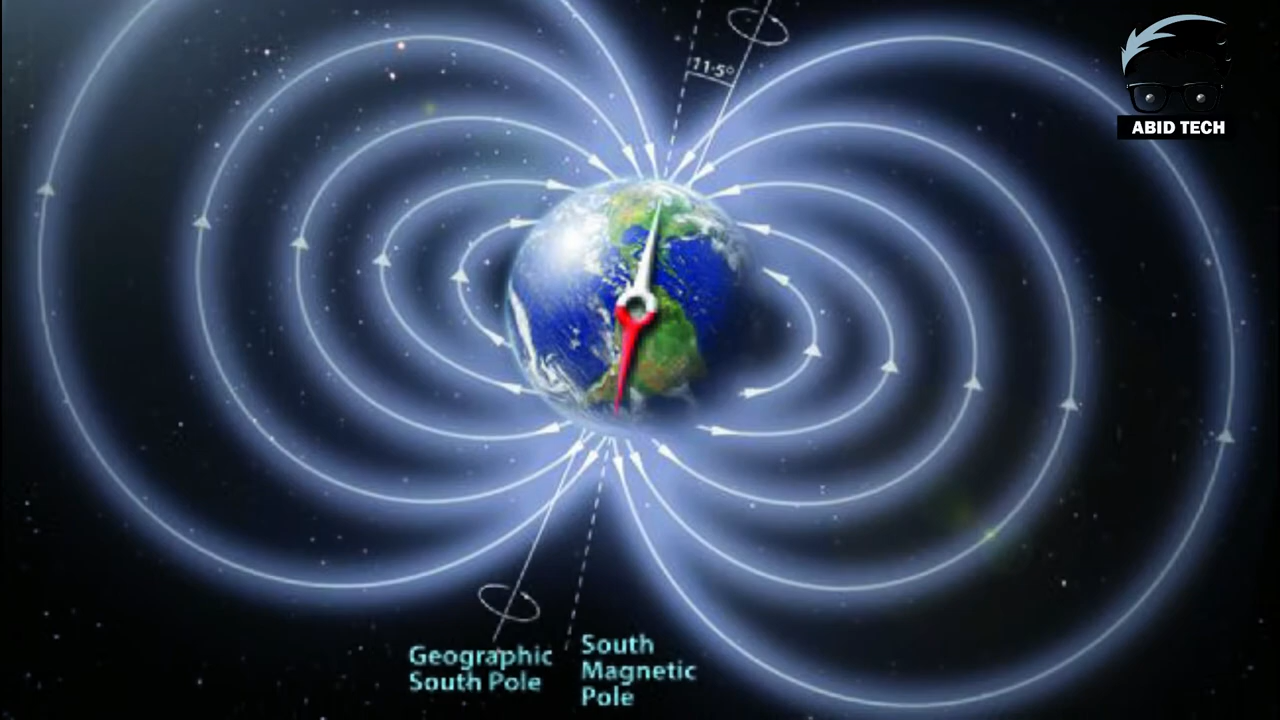 11·5°
ABID TECH
Geographic
South Pole
South
Magnetic
Pole